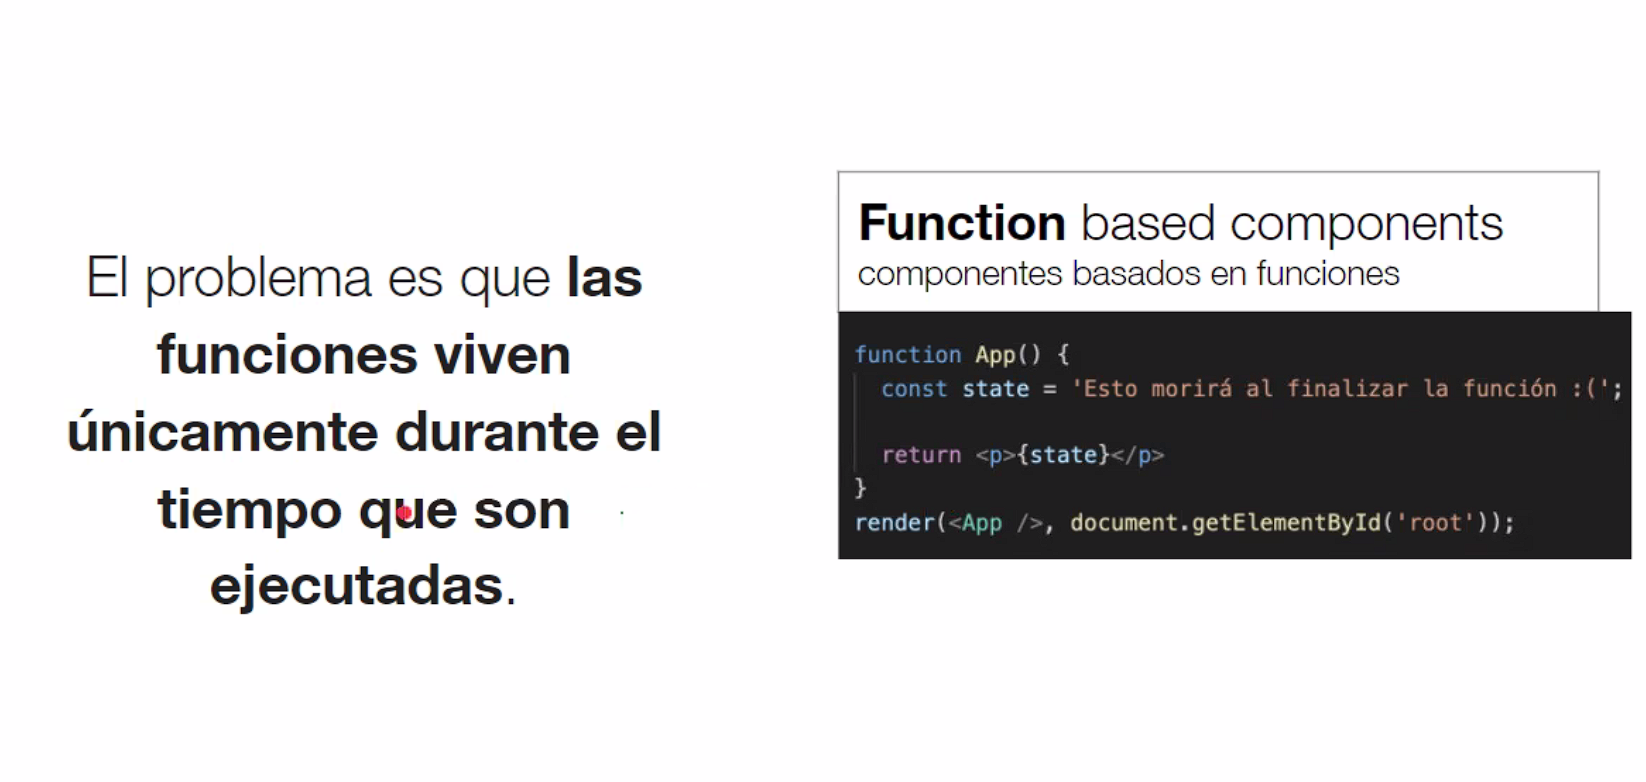 El problema es que las
funciones viven
únicamente durante el
tiempo que son
ejecutadas.
Function based components
componentes basados en funciones
function App() {
  const state = 'Esto morirá al finalizar la función :(';
  return <p>{state}</p>
}
render(<App />, document.getElementById('root'));